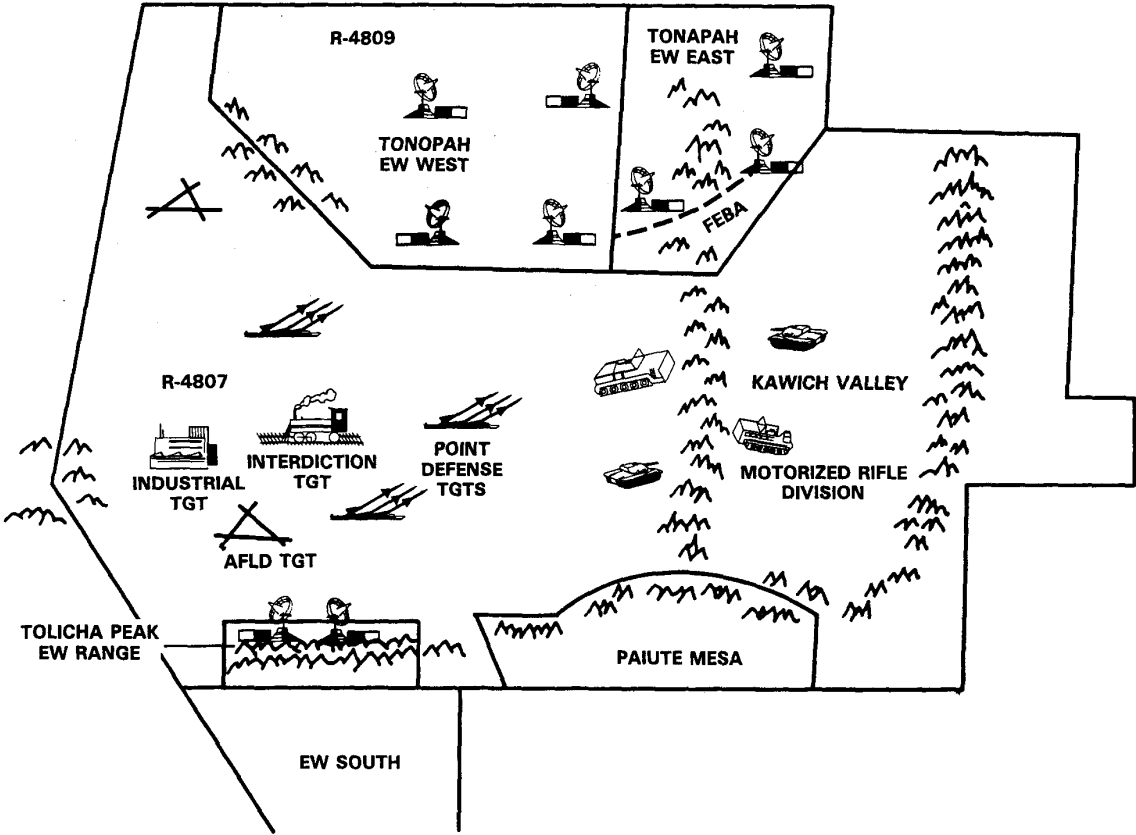 R-4809
TONAPAH
EW EAST
TONOPAH
EW WEST
FEBA
R-4807
KAWICH VALLEY
INDUSTRIAL
TGT
INTERDICTION
TGT
POINT
DEFENSE
TGTS
MOTORIZED RIFLE
DIVISION
AFLD TGT
TOLICHA PEAK
EW RANGE
PAIUTE MESA
EW SOUTH